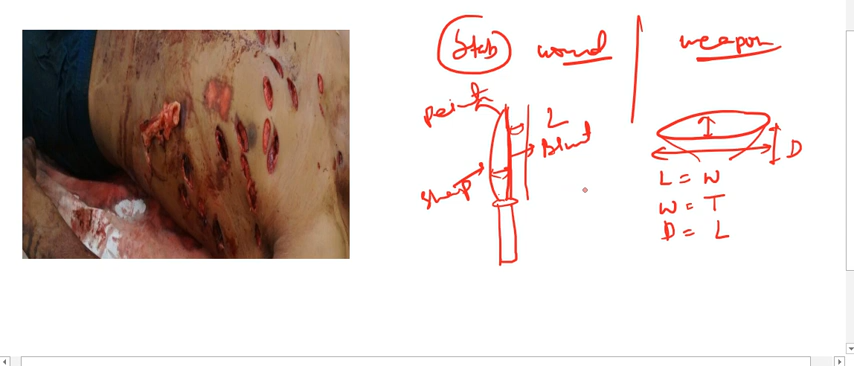 Stab wound weapon
point
L
Blunt
sharp
D
L = W
W = T
D = L